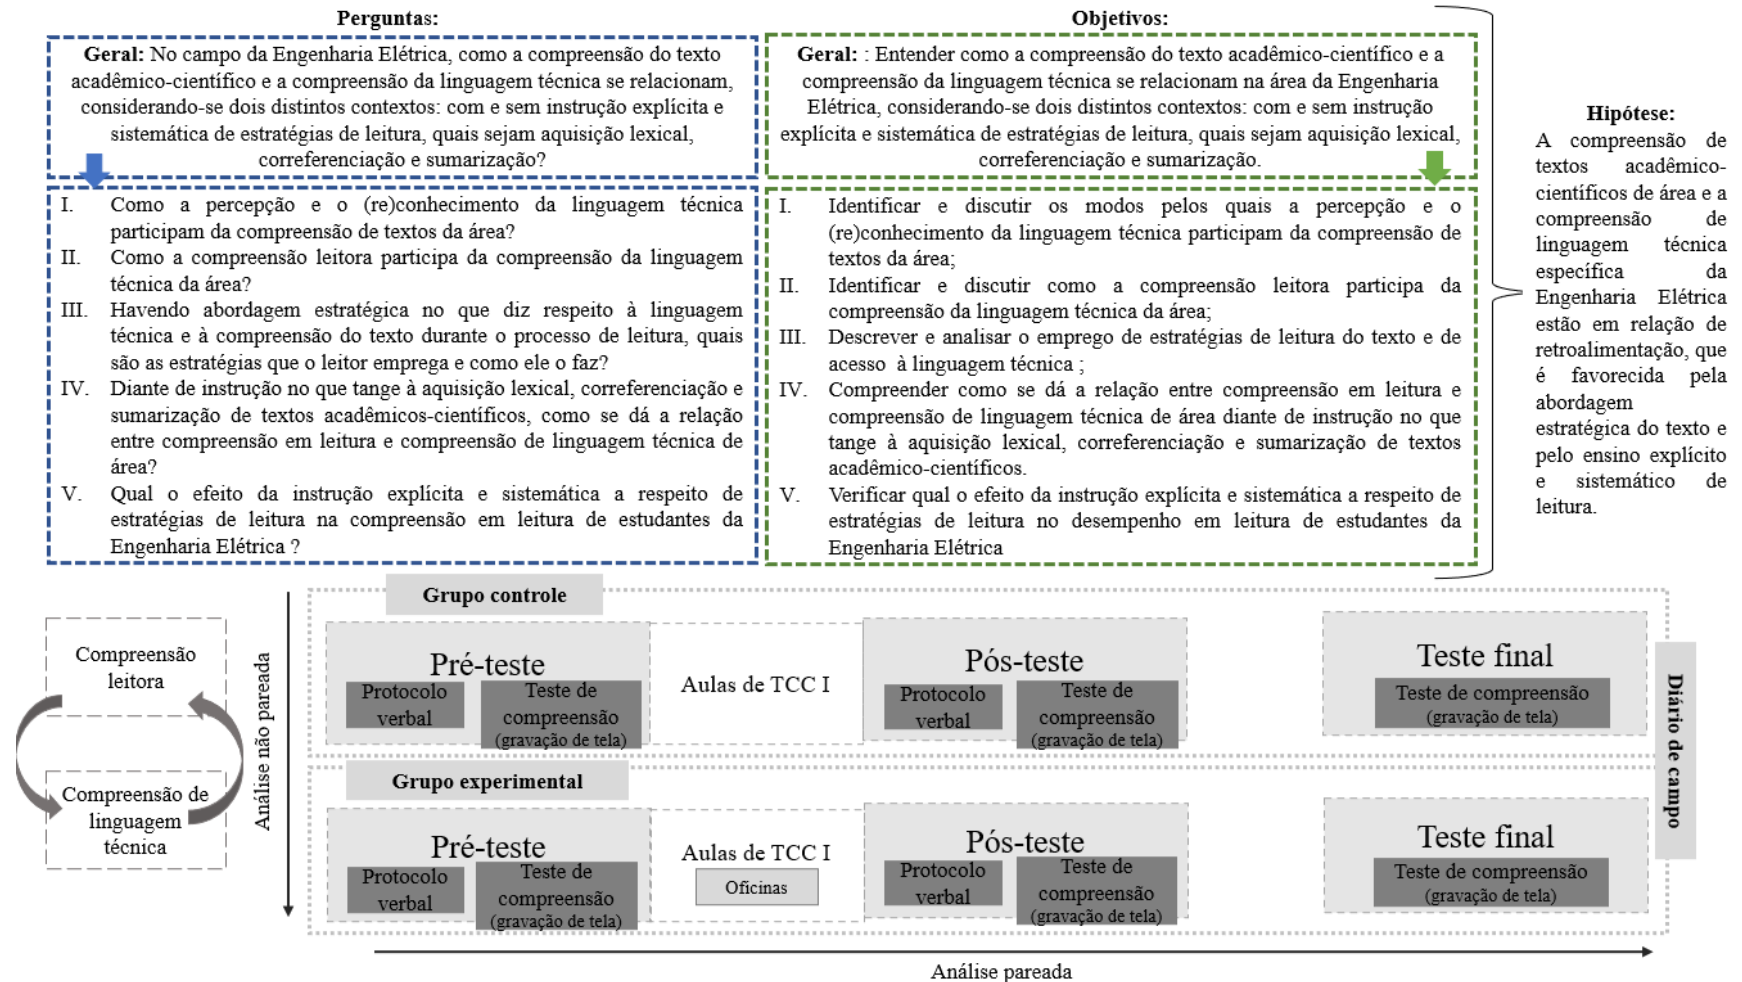 Perguntas:
Geral: No campo da Engenharia Elétrica, como a compreensão do texto
acadêmico-científico e a compreensão da linguagem técnica se relacionam,
considerando-se dois distintos contextos: com e sem instrução explícita e
sistemática de estratégias de leitura, quais sejam aquisição lexical,
correferenciação e sumarização?
I. Como a percepção e o (re)conhecimento da linguagem técnica
participam da compreensão de textos da área?
II. Como a compreensão leitora participa da compreensão da linguagem
técnica da área?
III. Havendo abordagem estratégica no que diz respeito à linguagem
técnica e à compreensão do texto durante o processo de leitura, quais
são as estratégias que o leitor emprega e como ele o faz?
IV. Diante de instrução no que tange à aquisição lexical, correferenciação e
sumarização de textos acadêmicos-científicos, como se dá a relação
entre compreensão em leitura e compreensão de linguagem técnica de
área?
V. Qual o efeito da instrução explícita e sistemática a respeito de
estratégias de leitura na compreensão em leitura de estudantes da
Engenharia Elétrica ?
Objetivos:
Geral: : Entender como a compreensão do texto acadêmico-científico e a
compreensão da linguagem técnica se relacionam na área da Engenharia
Elétrica, considerando-se dois distintos contextos: com e sem instrução
explícita e sistemática de estratégias de leitura, quais sejam aquisição lexical,
correferenciação e sumarização.
I. Identificar e discutir os modos pelos quais a percepção e o
(re)conhecimento da linguagem técnica participam da compreensão de
textos da área;
II. Identificar e discutir como a compreensão leitora participa da
compreensão da linguagem técnica da área;
III. Descrever e analisar o emprego de estratégias de leitura do texto e de
acesso à linguagem técnica ;
IV. Compreender como se dá a relação entre compreensão em leitura e
compreensão de linguagem técnica de área diante de instrução no que
tange à aquisição lexical, correferenciação e sumarização de textos
acadêmico-científicos.
V. Verificar qual o efeito da instrução explícita e sistemática a respeito de
estratégias de leitura no desempenho em leitura de estudantes da
Engenharia Elétrica
Hipótese:
A compreensão de
textos acadêmico-
científicos de área e a
compreensão de
linguagem técnica
específica da
Engenharia Elétrica
estão em relação de
retroalimentação, que
é favorecida pela
abordagem
estratégica do texto e
pelo ensino explícito
e sistemático de
leitura.
Compreensão
leitora
Compreensão de
linguagem
técnica
Análise não pareada
Grupo controle
Pré-teste
Protocolo
verbal
Teste de
compreensão
(gravação de tela)
Aulas de TCC I
Pós-teste
Protocolo
verbal
Teste de
compreensão
(gravação de tela)
Teste final
Teste de compreensão
(gravação de tela)
Grupo experimental
Pré-teste
Protocolo
verbal
Teste de
compreensão
(gravação de tela)
Aulas de TCC I
Oficinas
Pós-teste
Protocolo
verbal
Teste de
compreensão
(gravação de tela)
Teste final
Teste de compreensão
(gravação de tela)
Diário de campo
Análise pareada